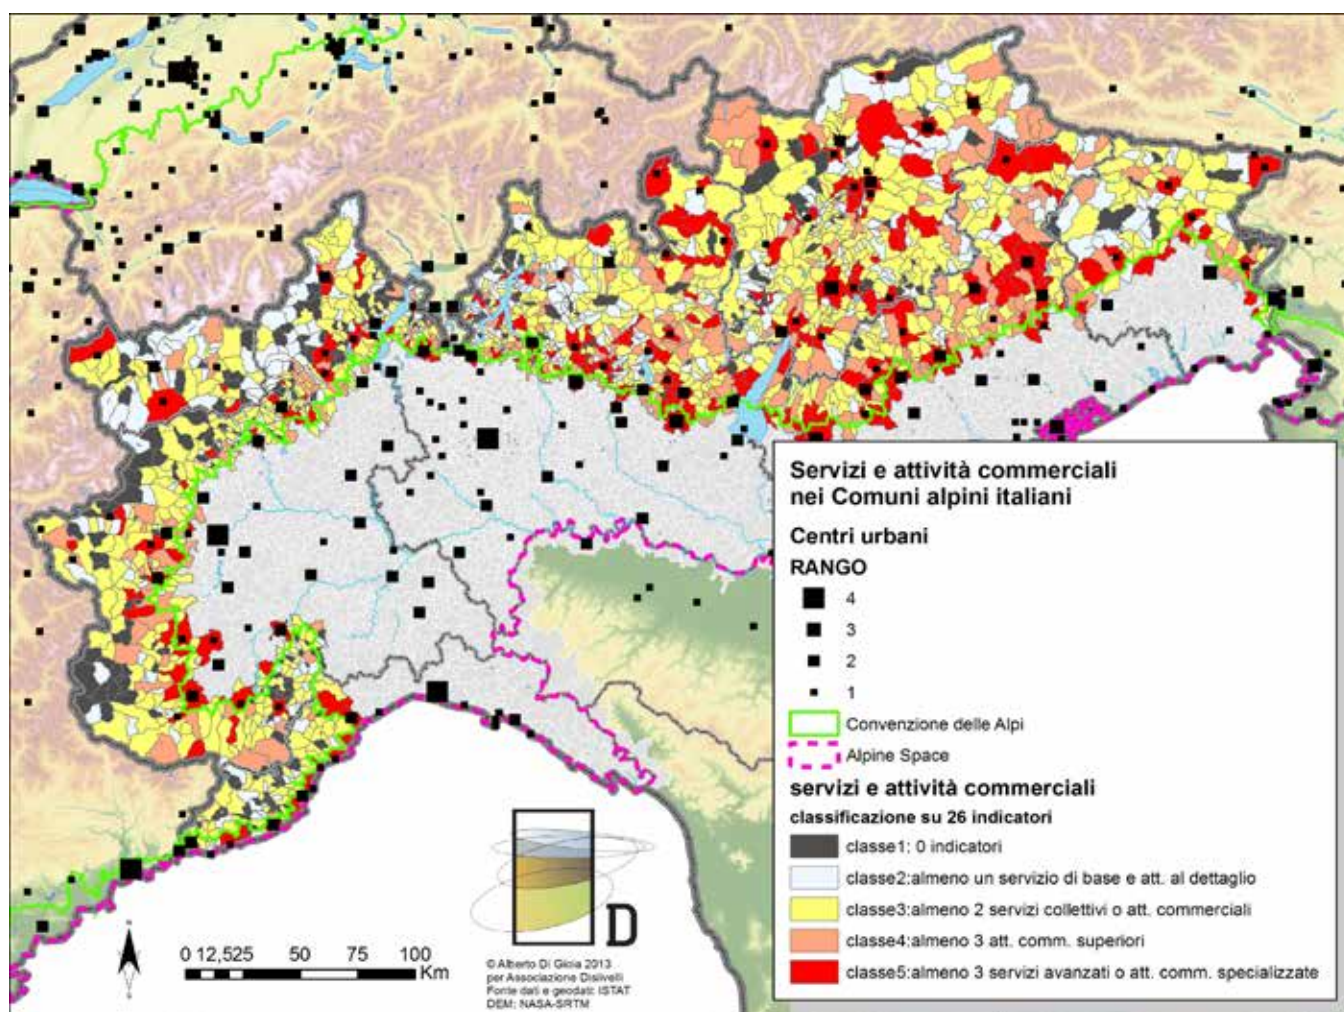 Servizi e attività commerciali
nei Comuni alpini italiani
Centri urbani
RANGO
4
3
2
1
Convenzione delle Alpi
Alpine Space
servizi e attività commerciali
classificazione su 26 indicatori
classe1: 0 indicatori
classe2:almeno un servizio di base e att. al dettaglio
classe3:almeno 2 servizi collettivi o att. commerciali
classe4:almeno 3 att. comm. superiori
classe5:almeno 3 servizi avanzati o att. comm. specializzate
D
0 12,525 50 75 100
Km
© Alberto Di Gioia 2013
per Associazione Dislivelli
Fonte dati e geodati: ISTAT
DEM: NASA-SRTM